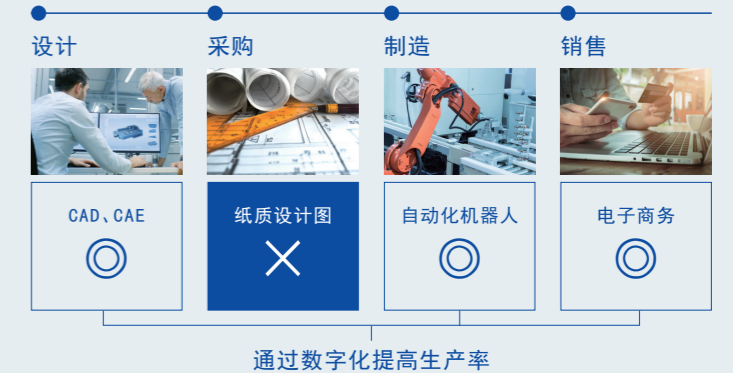 设计
采购
制造
销售
CAD、CAE
纸质设计图
自动化机器人
电子商务
通过数字化提高生产率